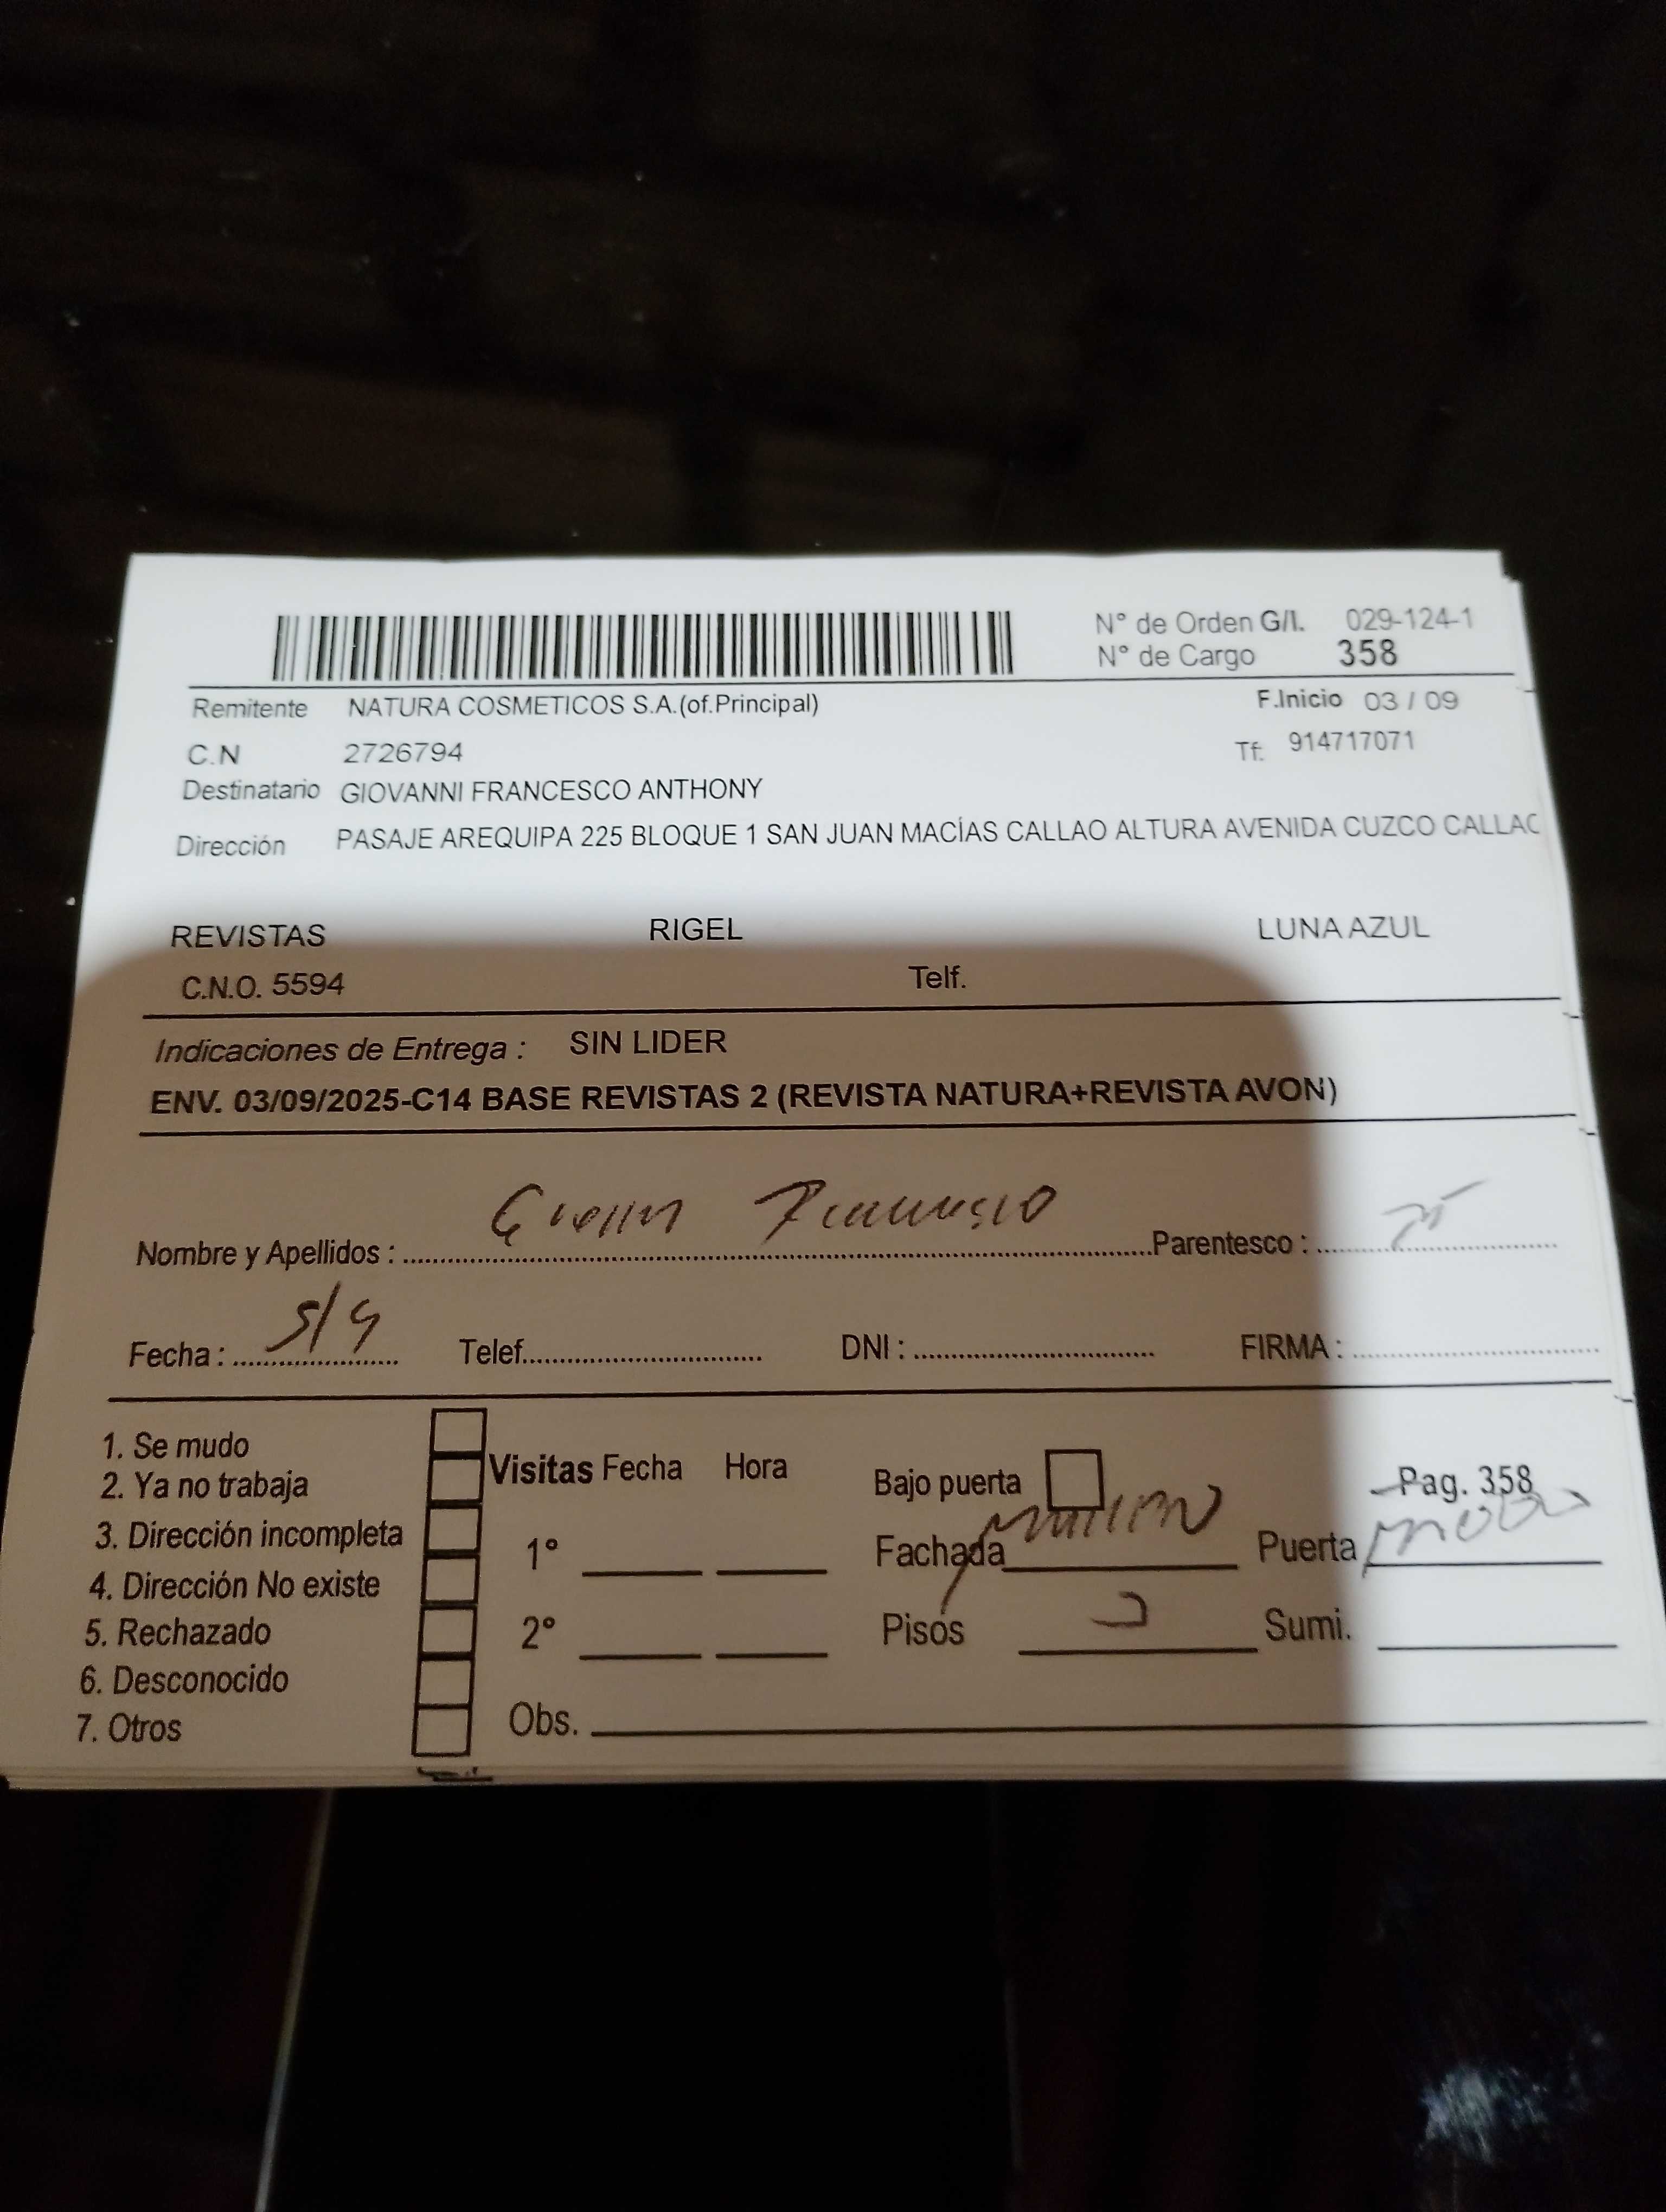 N° de Orden G/I. 029-124-1
N° de Cargo 358
Remitente NATURA COSMETICOS S.A.(of.Principal) F.Inicio 03 / 09
C.N 2726794 Tf: 914717071
Destinatario GIOVANNI FRANCESCO ANTHONY
Dirección PASAJE AREQUIPA 225 BLOQUE 1 SAN JUAN MACÍAS CALLAO ALTURA AVENIDA CUZCO CALLAC
REVISTAS RIGEL LUNA AZUL
C.N.O. 5594 Telf.
Indicaciones de Entrega : SIN LIDER
ENV. 03/09/2025-C14 BASE REVISTAS 2 (REVISTA NATURA+REVISTA AVON)
Nombre y Apellidos : Parentesco :
Fecha : 5/9 Telef. DNI : FIRMA :
1. Se mudo
2. Ya no trabaja
3. Dirección incompleta
4. Dirección No existe
5. Rechazado
6. Desconocido
7. Otros
Visitas Fecha Hora
1°
2°
Obs.
Bajo puerta Pag. 358
Fachada Puerta
Pisos Sumi.